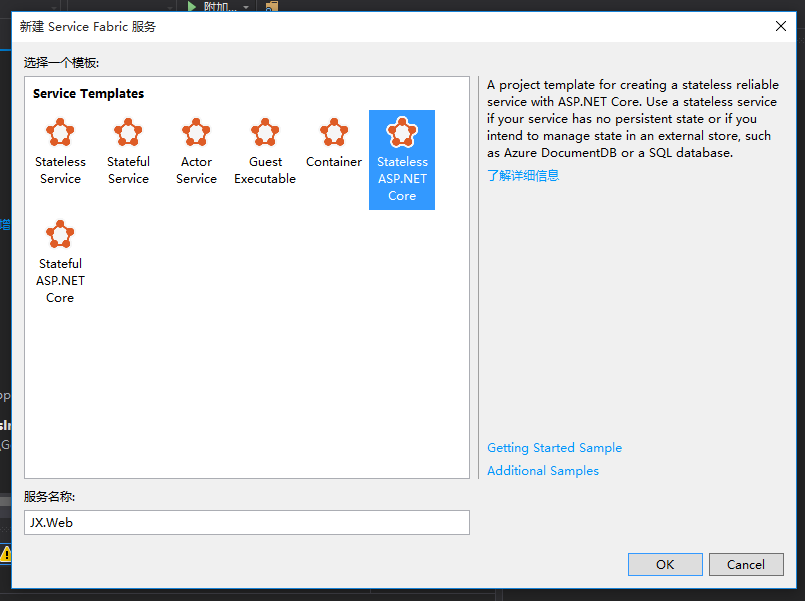 附加...
新建 Service Fabric 服务
选择一个模板:
Service Templates
Stateless
Service
Stateful
Service
Actor
Service
Guest
Executable
Container
Stateless
ASP.NET
Core
Stateful
ASP.NET
Core
A project template for creating a stateless reliable
service with ASP.NET Core. Use a stateless service
if your service has no persistent state or if you
intend to manage state in an external store, such
as Azure DocumentDB or a SQL database.
了解详细信息
Getting Started Sample
Additional Samples
服务名称:
JX.Web
OK
Cancel